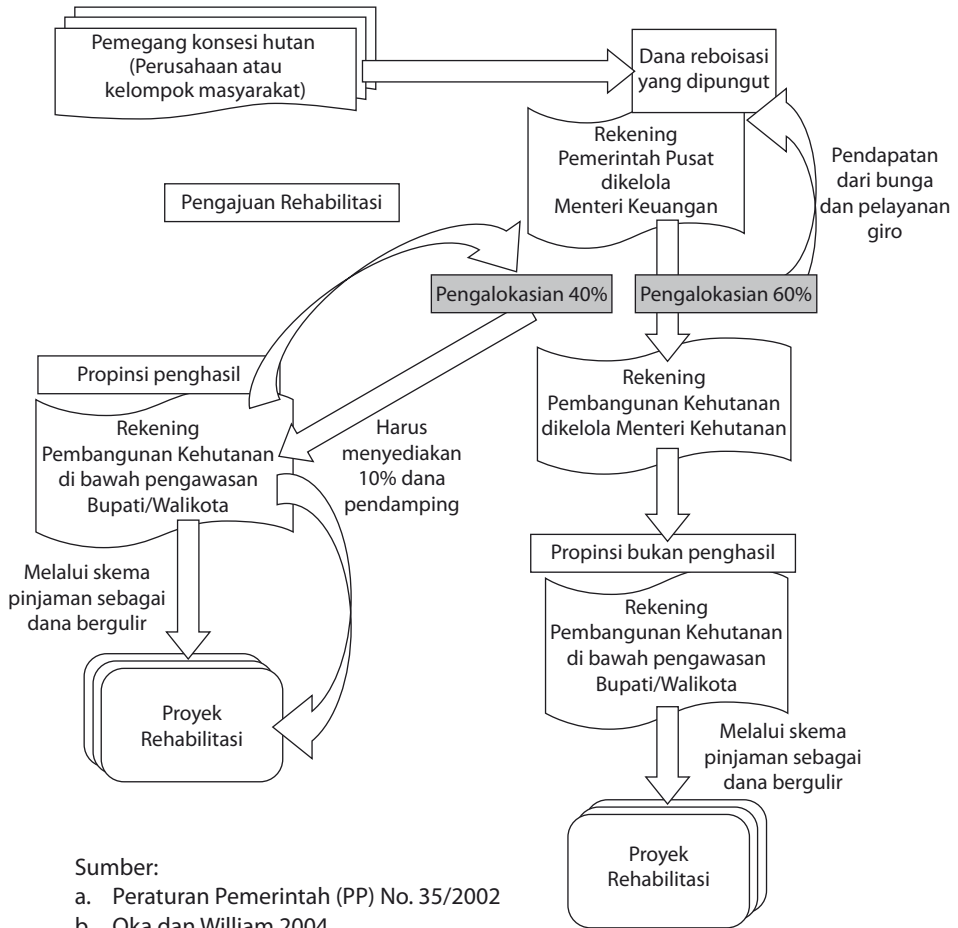 Pemegang konsesi hutan
(Perusahaan atau
kelompok masyarakat)
Dana reboisasi
yang dipungut
Rekening
Pemerintah Pusat
dikelola
Menteri Keuangan
Pendapatan
dari bunga
dan pelayanan
giro
Pengajuan Rehabilitasi
Pengalokasian 40%
Pengalokasian 60%
Propinsi penghasil
Rekening
Pembangunan Kehutanan
di bawah pengawasan
Bupati/Walikota
Harus
menyediakan
10% dana
pendamping
Rekening
Pembangunan Kehutanan
dikelola Menteri Kehutanan
Propinsi bukan penghasil
Rekening
Pembangunan Kehutanan
di bawah pengawasan
Bupati/Walikota
Melalui skema
pinjaman sebagai
dana bergulir
Proyek
Rehabilitasi
Melalui skema
pinjaman sebagai
dana bergulir
Proyek
Rehabilitasi
Sumber:
a. Peraturan Pemerintah (PP) No. 35/2002
b. Oka dan William 2004